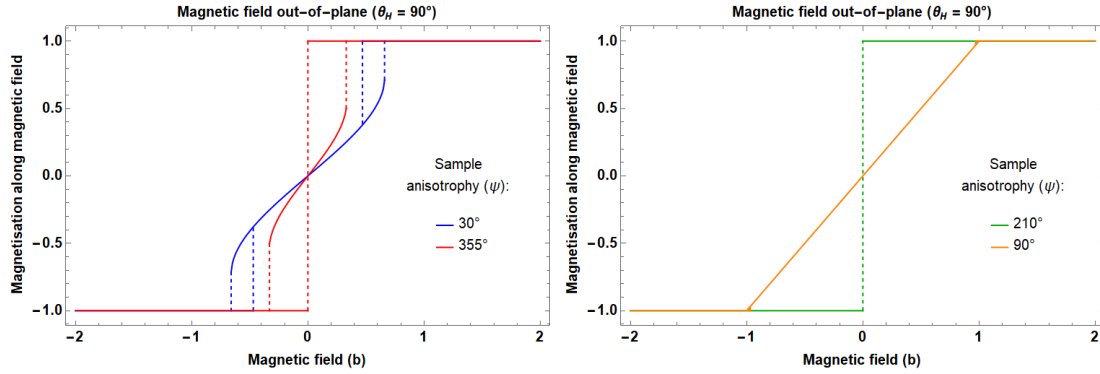 Magnetic field out-of-plane (θH = 90°)
Magnetisation along magnetic field
1.0
0.5
0.0
−0.5
−1.0
Sample
anisotropy (ψ):
30°
355°
−2
−1
0
1
2
Magnetic field (b)
Magnetic field out-of-plane (θH = 90°)
Magnetisation along magnetic field
1.0
0.5
0.0
−0.5
−1.0
Sample
anisotropy (ψ):
210°
90°
−2
−1
0
1
2
Magnetic field (b)